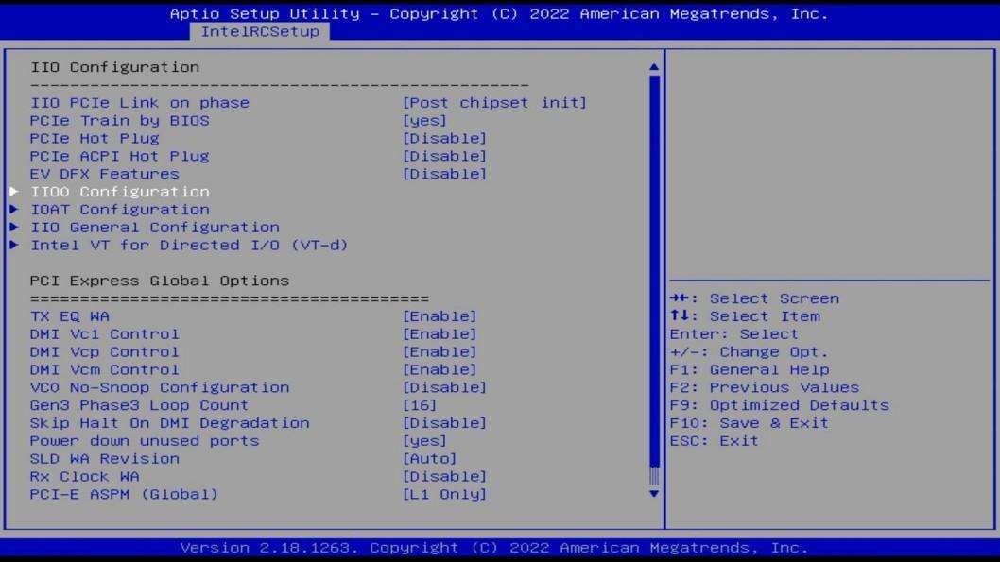 Aptio Setup Utility – Copyright (C) 2022 American Megatrends, Inc.
IntelRCSetup
IIO Configuration
--------------------------------------------------
IIO PCIe Link on phase [Post chipset init]
PCIe Train by BIOS [yes]
PCIe Hot Plug [Disable]
PCIe ACPI Hot Plug [Disable]
EV DFX Features [Disable]
► IIO0 Configuration
► IOAT Configuration
► IIO General Configuration
► Intel VT for Directed I/O (VT-d)
PCI Express Global Options
========================================
TX EQ WA [Enable]
DMI Vc1 Control [Enable]
DMI Vcp Control [Enable]
DMI Vcm Control [Enable]
VC0 No-Snoop Configuration [Disable]
Gen3 Phase3 Loop Count [16]
Skip Halt On DMI Degradation [Disable]
Power down unused ports [yes]
SLD WA Revision [Auto]
Rx Clock WA [Disable]
PCI-E ASPM (Global) [L1 Only]
→←: Select Screen
↑↓: Select Item
Enter: Select
+/-: Change Opt.
F1: General Help
F2: Previous Values
F9: Optimized Defaults
F10: Save & Exit
ESC: Exit
Version 2.18.1263. Copyright (C) 2022 American Megatrends, Inc.